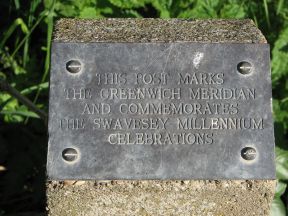 THIS POST MARKS
THE GREENWICH MERIDIAN
AND COMMEMORATES
THE SWAVESEY MILLENNIUM
CELEBRATIONS